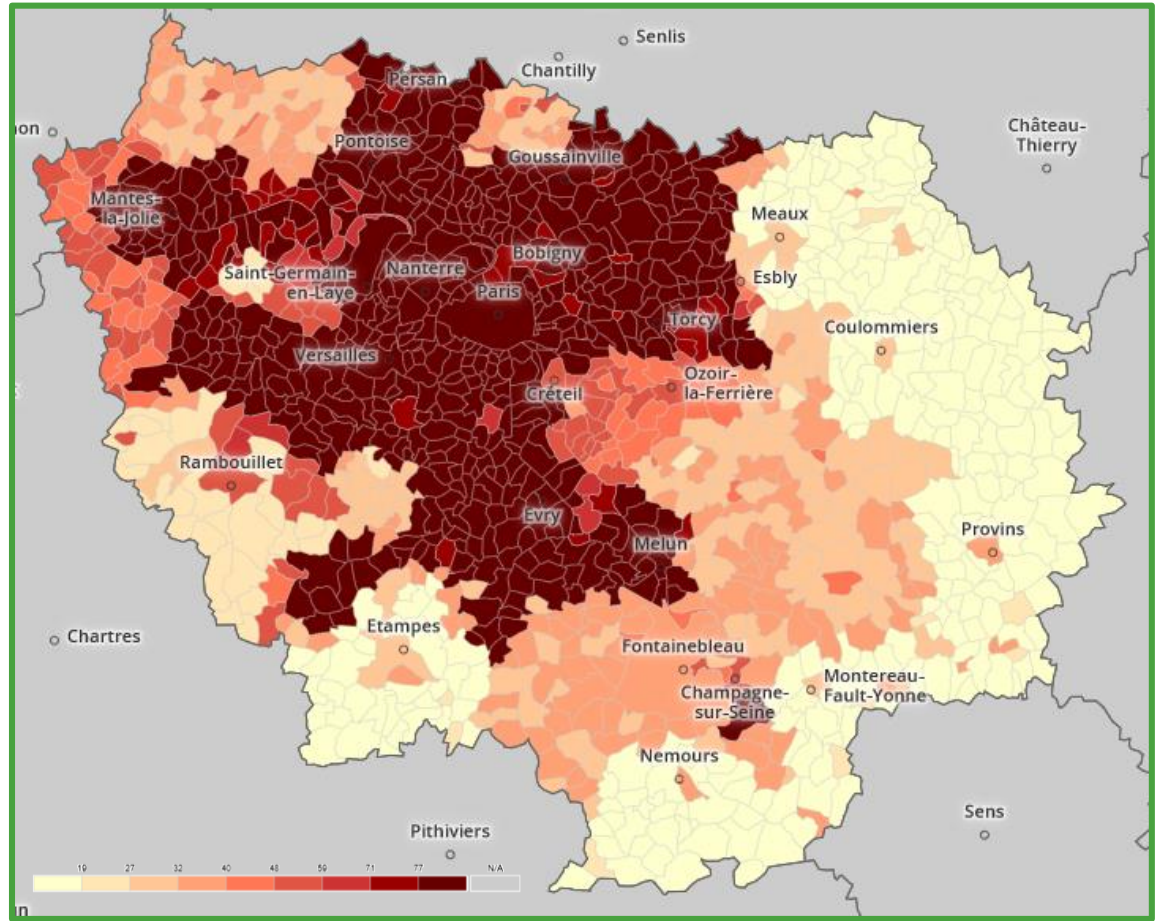 Senlis
Chantilly
Persan
non
Château-
Thierry
Pontoise
Goussainville
Mantes-
la-Jolie
Meaux
Bobigny
Saint-Germain-
en-Laye
Nanterre
Esbly
Paris
Torcy
Coulommiers
Versailles
Créteil
Ozoir-
la-Ferrière
Rambouillet
Evry
Provins
Melun
Etampes
Chartres
Fontainebleau
Montereau-
Fault-Yonne
Champagne-
sur-Seine
Nemours
Sens
Pithiviers
19 27 32 40 48 59 71 77 N/A